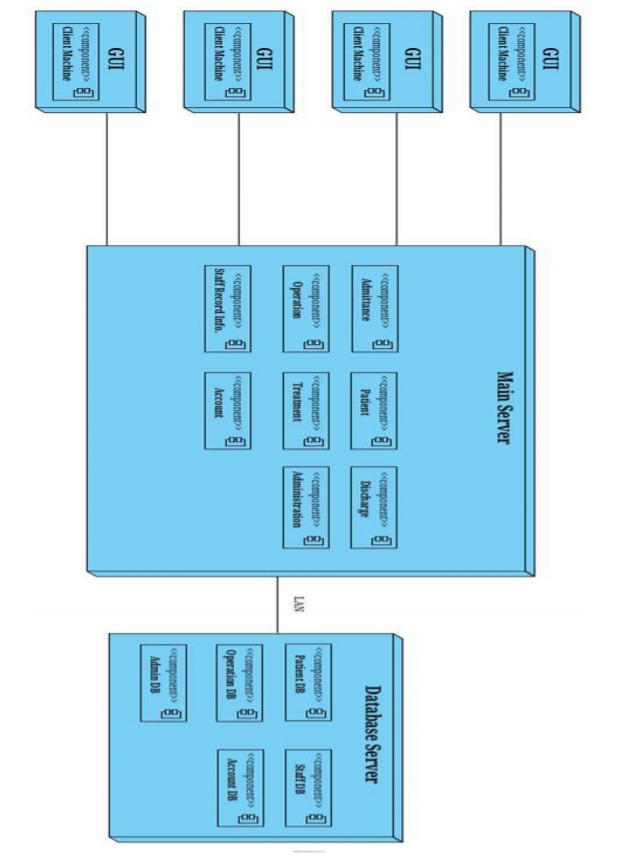 GUI
<<component>>
Client Machine
GUI
<<component>>
Client Machine
GUI
<<component>>
Client Machine
GUI
<<component>>
Client Machine
Main Server
<<component>>
Admittance
<<component>>
Patient
<<component>>
Discharge
<<component>>
Operation
<<component>>
Treatment
<<component>>
Administration
<<component>>
Staff Record Info.
<<component>>
Account
LAN
Database Server
<<component>>
Patient DB
<<component>>
Staff DB
<<component>>
Operation DB
<<component>>
Account DB
<<component>>
Admin DB